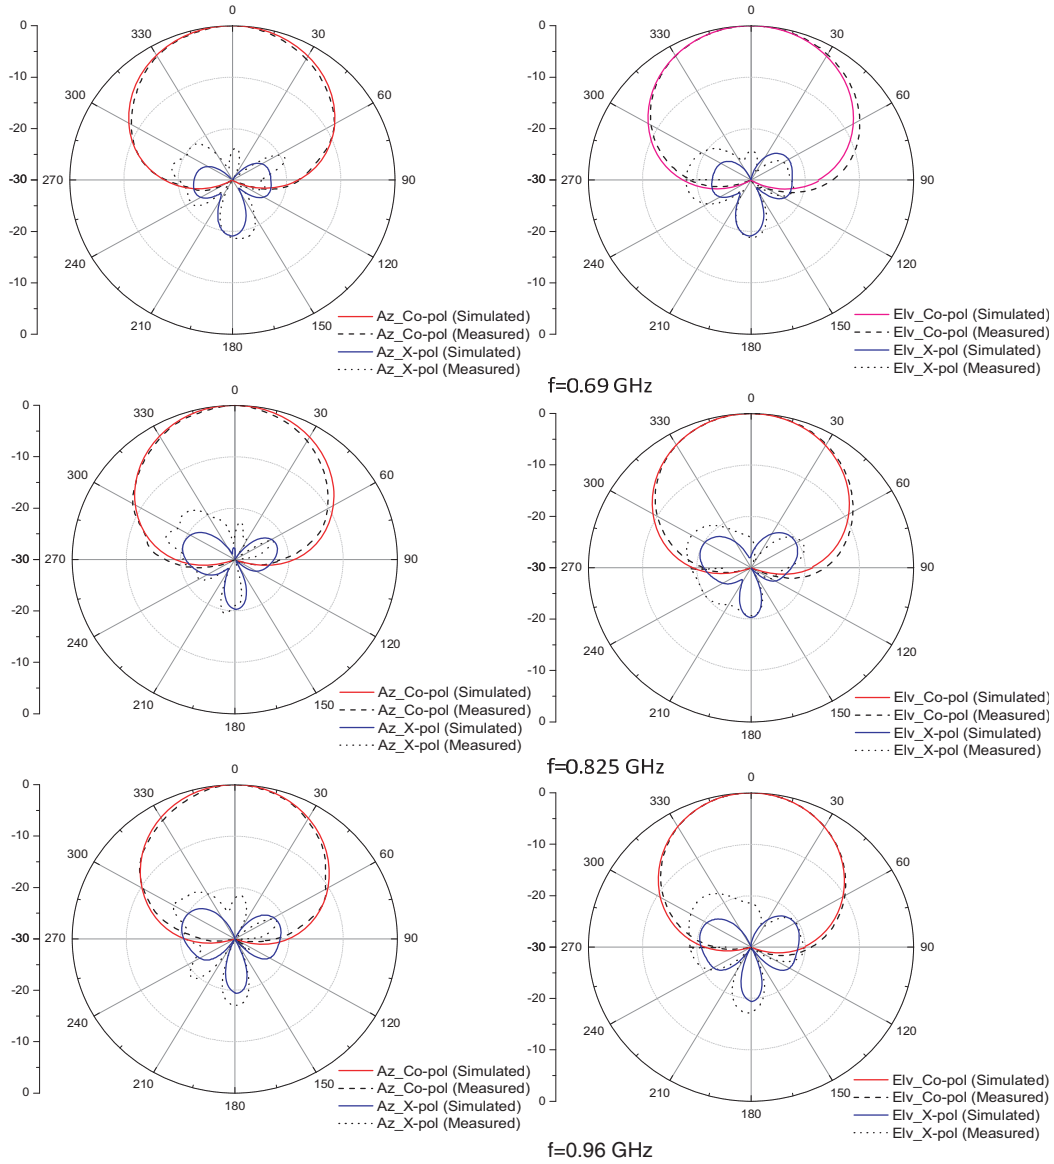 0 0
0 330 30 0 330 30
-10 300 60 -10 300 60
-20 -20
-30 270 90 -30 270 90
-20 -20
240 120 240 120
-10 -10
210 150 210 150
0 180 0 180
Az_Co-pol (Simulated) Elv_Co-pol (Simulated)
Az_Co-pol (Measured) Elv_Co-pol (Measured)
Az_X-pol (Simulated) Elv_X-pol (Simulated)
Az_X-pol (Measured) Elv_X-pol (Measured)
f=0.69 GHz
0 0
0 330 30 0 330 30
-10 300 60 -10 300 60
-20 -20
-30 270 90 -30 270 90
-20 -20
240 120 240 120
-10 -10
210 150 210 150
0 180 0 180
Az_Co-pol (Simulated) Elv_Co-pol (Simulated)
Az_Co-pol (Measured) Elv_Co-pol (Measured)
Az_X-pol (Simulated) Elv_X-pol (Simulated)
Az_X-pol (Measured) Elv_X-pol (Measured)
f=0.825 GHz
0 0
0 330 30 0 330 30
-10 300 60 -10 300 60
-20 -20
-30 270 90 -30 270 90
-20 -20
240 120 240 120
-10 -10
210 150 210 150
0 180 0 180
Az_Co-pol (Simulated) Elv_Co-pol (Simulated)
Az_Co-pol (Measured) Elv_Co-pol (Measured)
Az_X-pol (Simulated) Elv_X-pol (Simulated)
Az_X-pol (Measured) Elv_X-pol (Measured)
f=0.96 GHz